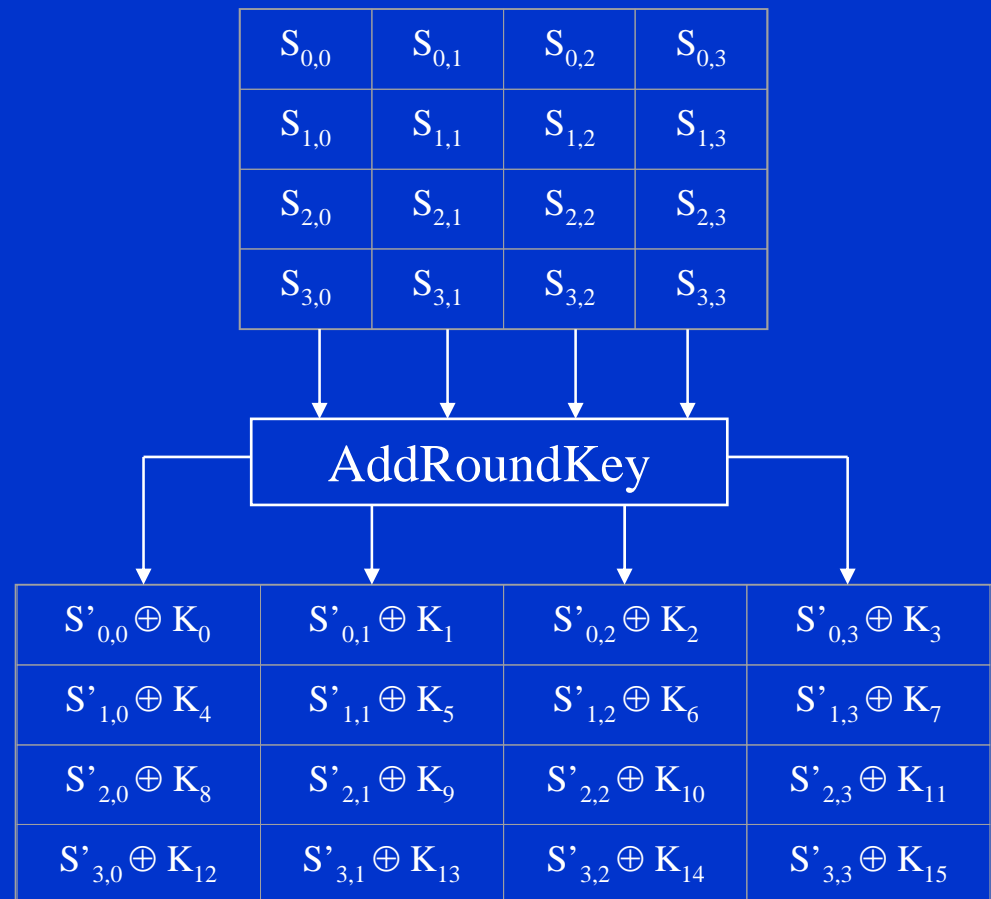 S0,0 S0,1 S0,2 S0,3
S1,0 S1,1 S1,2 S1,3
S2,0 S2,1 S2,2 S2,3
S3,0 S3,1 S3,2 S3,3
AddRoundKey
S’0,0 ⊕ K0 S’0,1 ⊕ K1 S’0,2 ⊕ K2 S’0,3 ⊕ K3
S’1,0 ⊕ K4 S’1,1 ⊕ K5 S’1,2 ⊕ K6 S’1,3 ⊕ K7
S’2,0 ⊕ K8 S’2,1 ⊕ K9 S’2,2 ⊕ K10 S’2,3 ⊕ K11
S’3,0 ⊕ K12 S’3,1 ⊕ K13 S’3,2 ⊕ K14 S’3,3 ⊕ K15